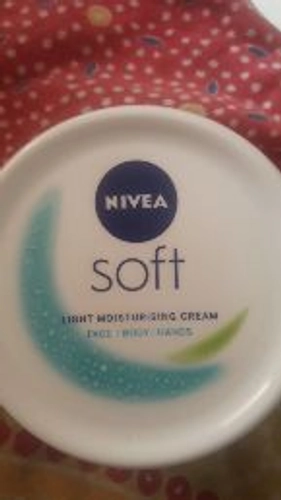 NIVEA
soft
LIGHT MOISTURISING CREAM
FACE | BODY | HANDS